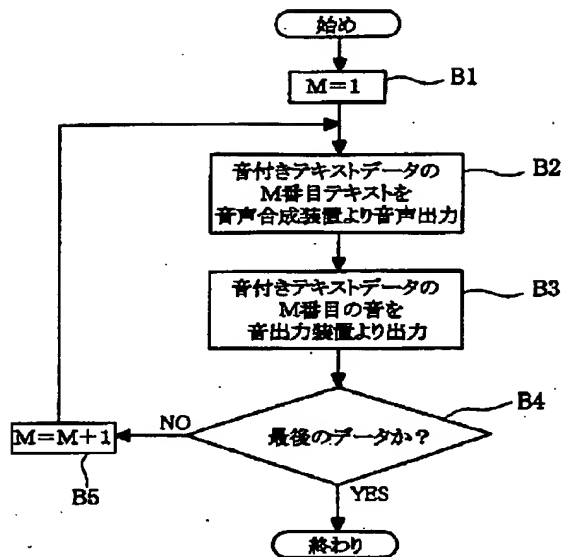 始め
M=1
B1
音付きテキストデータの
M番目テキストを
音声合成装置より音声出力
B2
音付きテキストデータの
M番目の音を
音出力装置より出力
B3
最後のデータか?
B4
NO
M=M+1
B5
YES
終わり